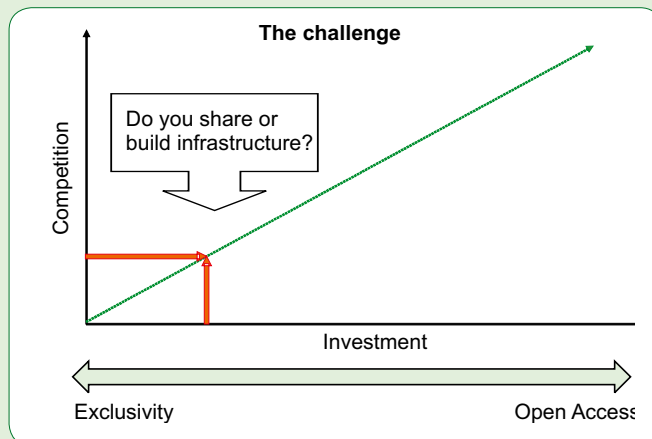 The challenge
Do you share or
build infrastructure?
Competition
Investment
Exclusivity
Open Access